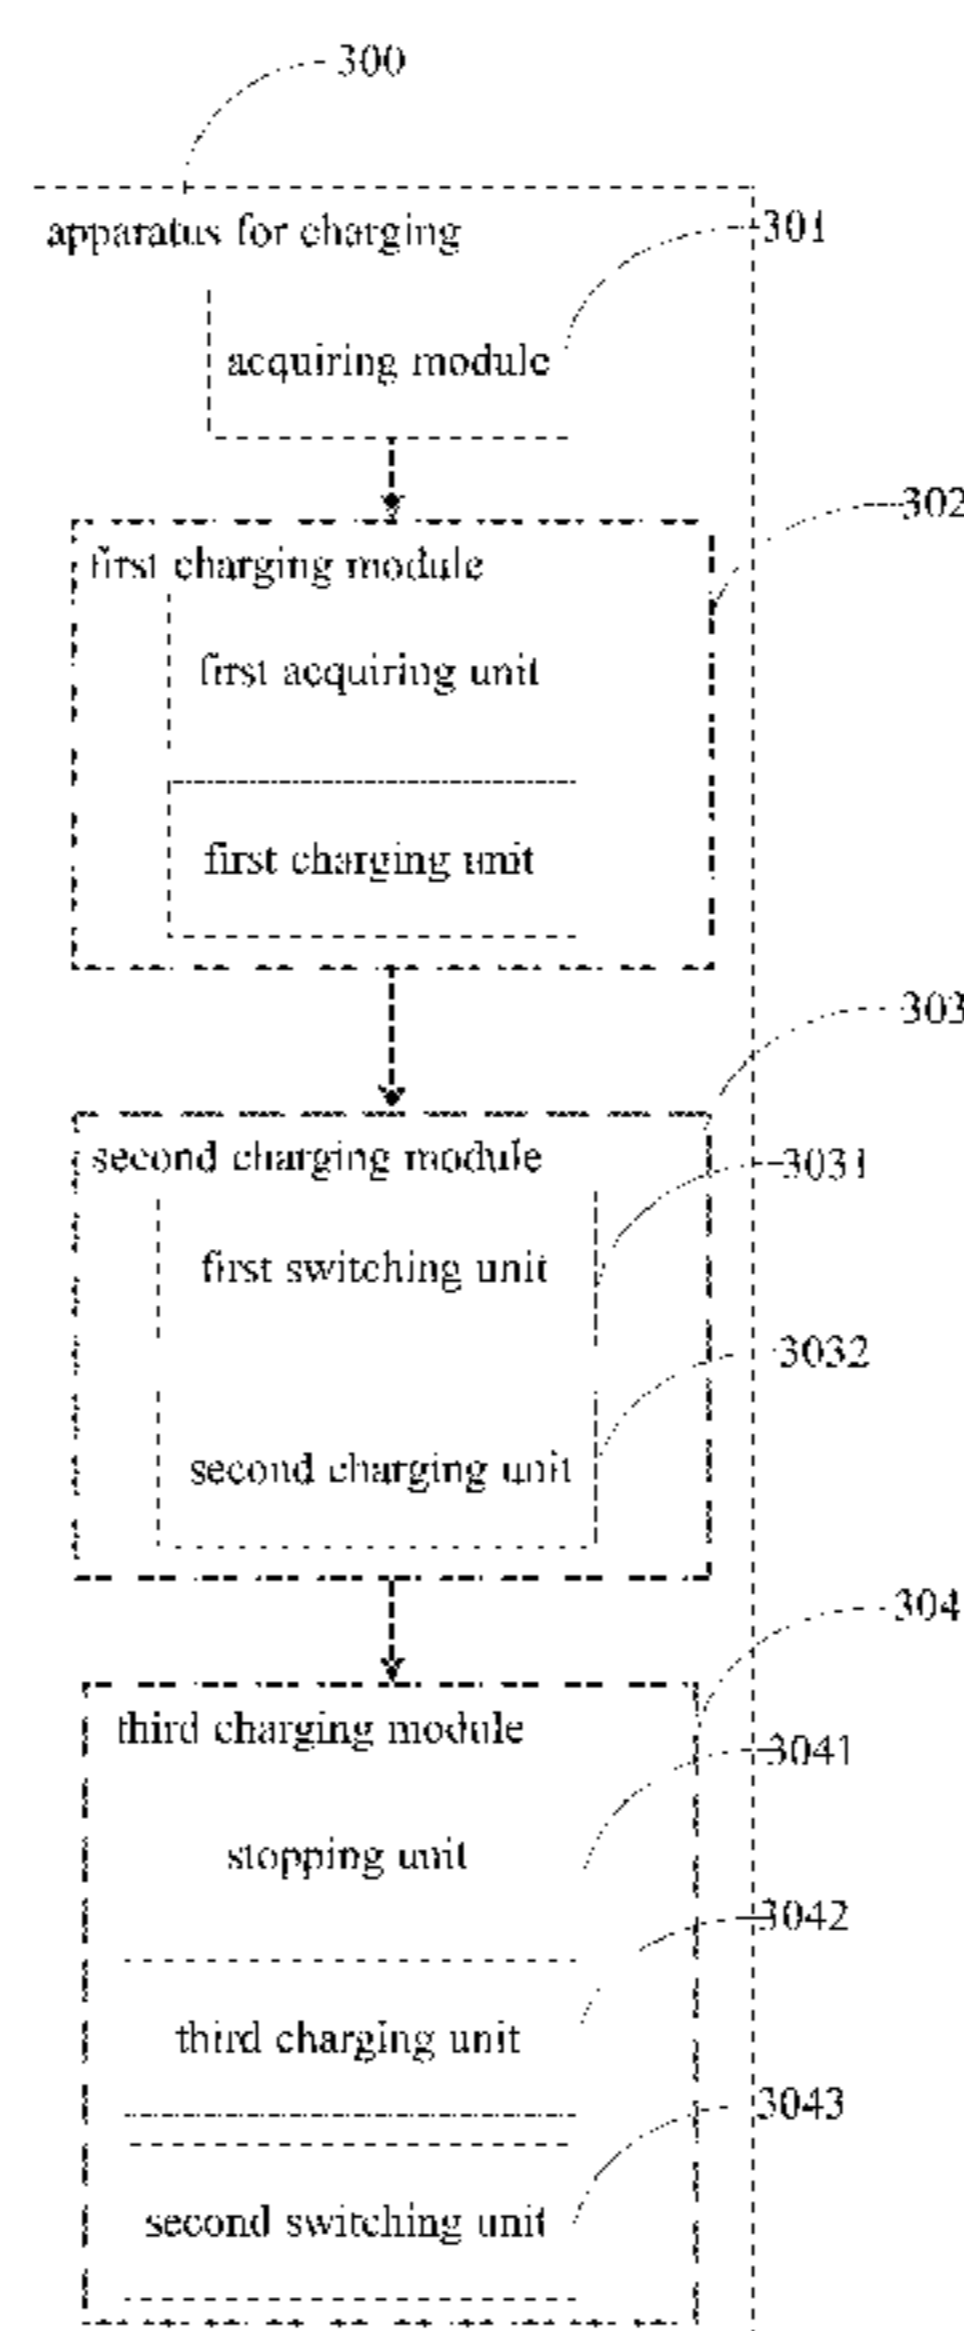 300
apparatus for charging
301
acquiring module
302
first charging module
first acquiring unit
first charging unit
303
second charging module
3031
first switching unit
3032
second charging unit
304
third charging module
3041
stopping unit
3042
third charging unit
3043
second switching unit